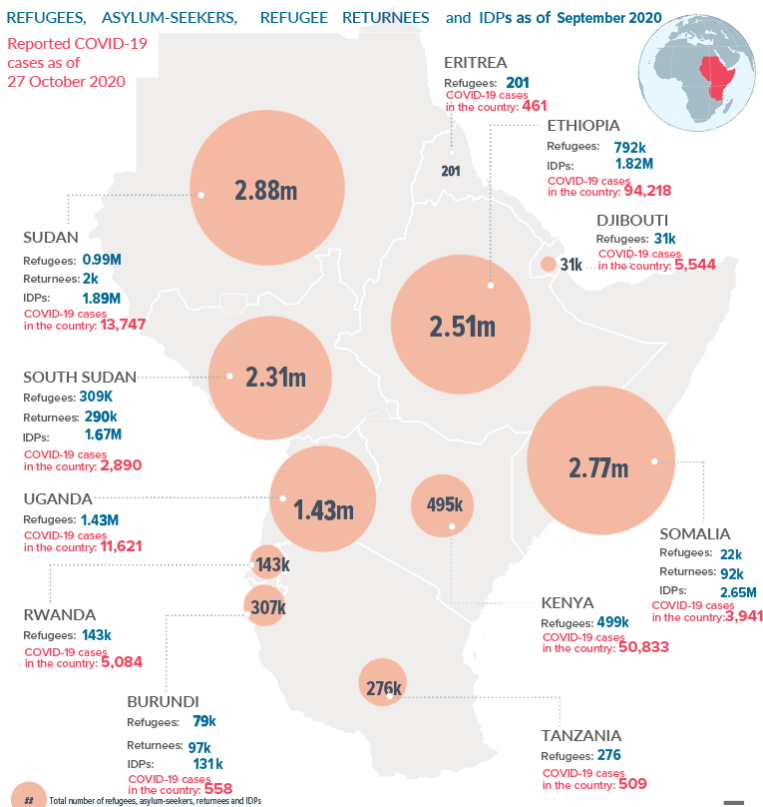 REFUGEES, ASYLUM-SEEKERS, REFUGEE RETURNEES and IDPs as of September 2020
Reported COVID-19
cases as of
27 October 2020
ERITREA
Refugees: 201
COVID-19 cases
in the country: 461
201
ETHIOPIA
Refugees: 792k
IDPs: 1.82M
COVID-19 cases
in the country: 94,218
2.51m
DJIBOUTI
Refugees: 31k
COVID-19 cases
in the country: 5,544
31k
2.88m
SUDAN
Refugees: 0.99M
Returnees: 2k
IDPs: 1.89M
COVID-19 cases
in the country: 13,747
2.31m
SOUTH SUDAN
Refugees: 309K
Returnees: 290k
IDPs: 1.67M
COVID-19 cases
in the country: 2,890
2.77m
SOMALIA
Refugees: 22k
Returnees: 92k
IDPs: 2.65M
COVID-19 cases
in the country:3,941
1.43m
UGANDA
Refugees: 1.43M
COVID-19 cases
in the country: 11,621
495k
KENYA
Refugees: 499k
COVID-19 cases
in the country: 50,833
143k
RWANDA
Refugees: 143k
COVID-19 cases
in the country: 5,084
307k
BURUNDI
Refugees: 79k
Returnees: 97k
IDPs: 131k
COVID-19 cases
in the country: 558
276k
TANZANIA
Refugees: 276
COVID-19 cases
in the country: 509
## Total number of refugees, asylum-seekers, returnees and IDPs